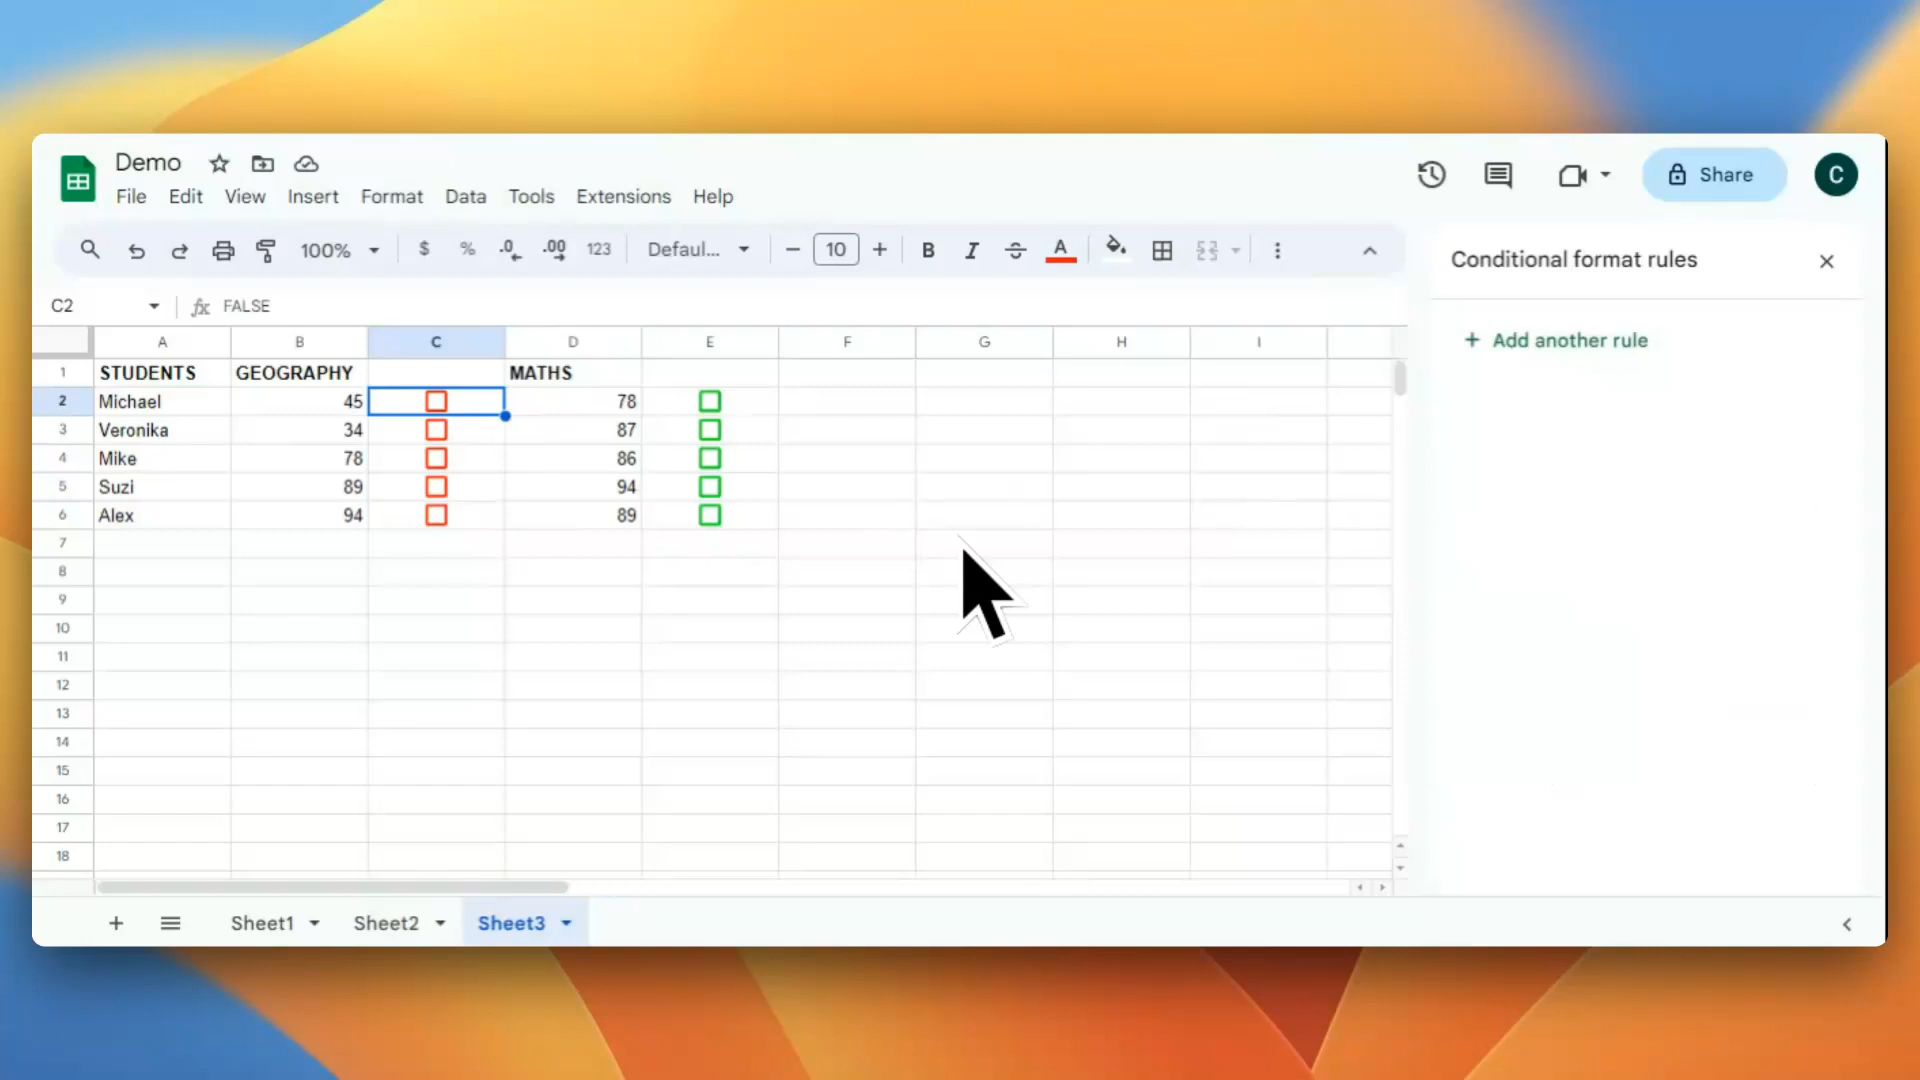 Demo
File Edit View Insert Format Data Tools Extensions Help
Share
C
100% $ % .0 .00 123 Defaul... 10 B I S A
Conditional format rules
C2 fx FALSE
+ Add another rule
A B C D E F G H I
1 STUDENTS GEOGRAPHY MATHS
2 Michael 45 78
3 Veronika 34 87
4 Mike 78 86
5 Suzi 89 94
6 Alex 94 89
7
8
9
10
11
12
13
14
15
16
17
18
Sheet1 Sheet2 Sheet3